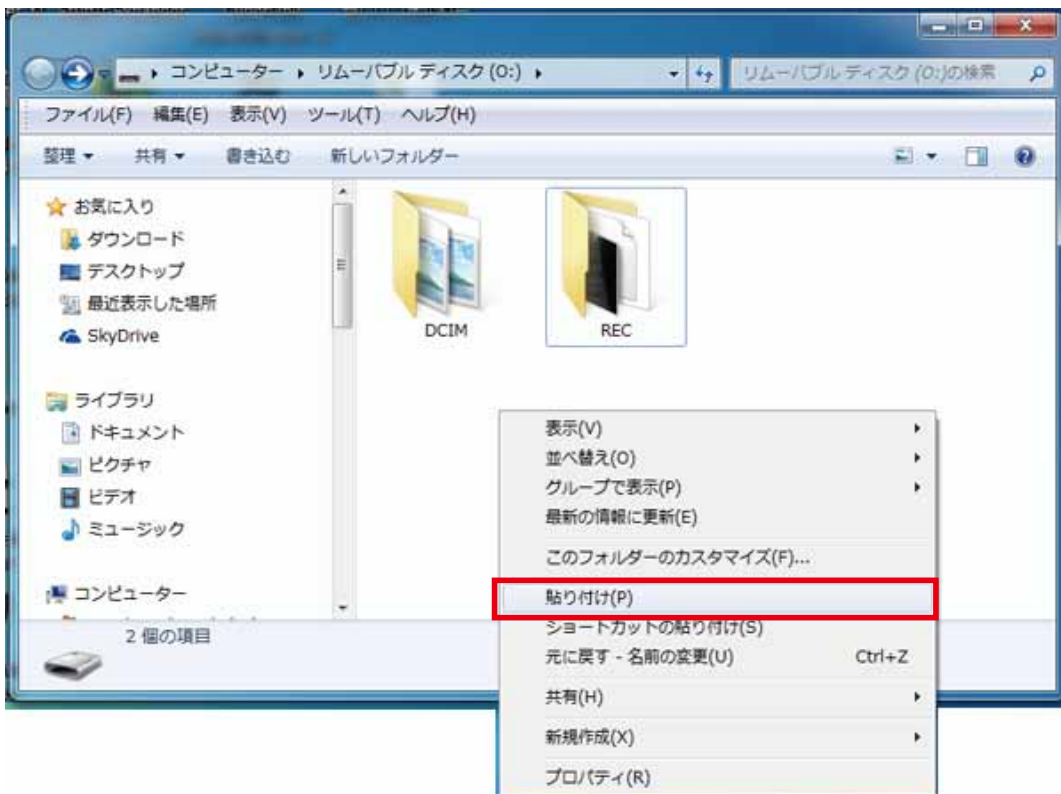 コンピューター ▸ リムーバブル ディスク (O:) ▸
リムーバブル ディスク (O:)の検索
ファイル(F) 編集(E) 表示(V) ツール(T) ヘルプ(H)
整理 共有 書き込む 新しいフォルダー
お気に入り
ダウンロード
デスクトップ
最近表示した場所
SkyDrive
ライブラリ
ドキュメント
ピクチャ
ビデオ
ミュージック
コンピューター
DCIM
REC
2 個の項目
表示(V)
並べ替え(O)
グループで表示(P)
最新の情報に更新(E)
このフォルダーのカスタマイズ(F)...
貼り付け(P)
ショートカットの貼り付け(S)
元に戻す - 名前の変更(U) Ctrl+Z
共有(H)
新規作成(X)
プロパティ(R)